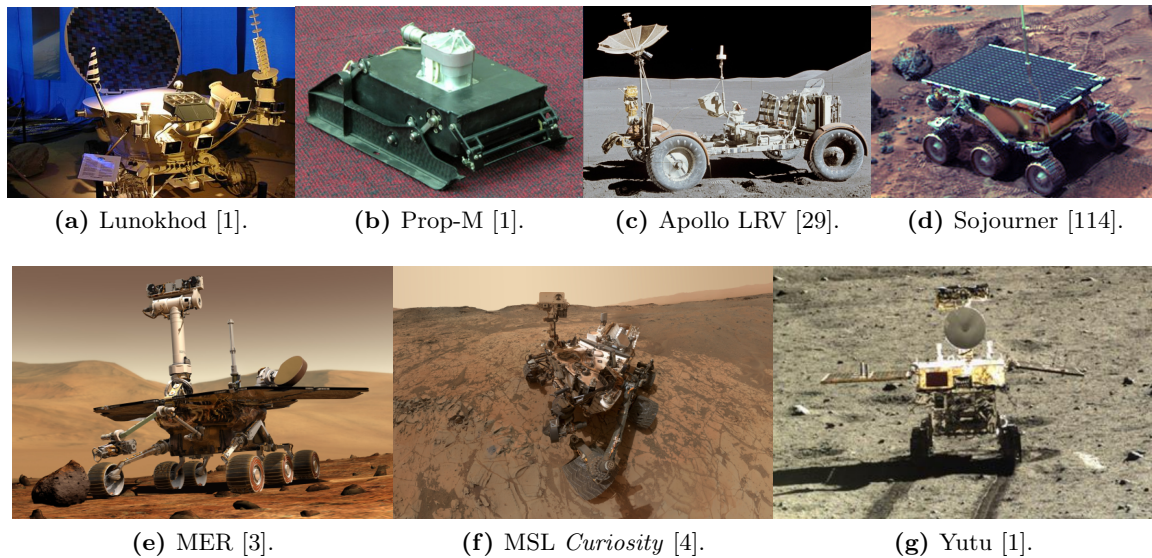 (a) Lunokhod [1].
(b) Prop-M [1].
(c) Apollo LRV [29].
(d) Sojourner [114].
(e) MER [3].
(f) MSL Curiosity [4].
(g) Yutu [1].